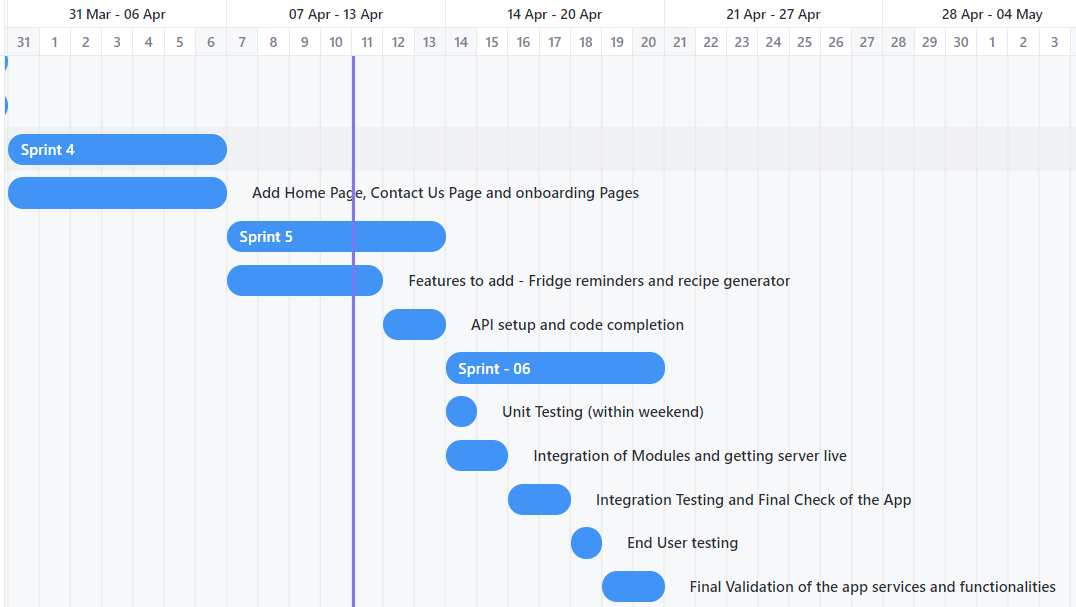 31 Mar - 06 Apr 07 Apr - 13 Apr 14 Apr - 20 Apr 21 Apr - 27 Apr 28 Apr - 04 May
31 1 2 3 4 5 6 7 8 9 10 11 12 13 14 15 16 17 18 19 20 21 22 23 24 25 26 27 28 29 30 1 2 3
Sprint 4
Add Home Page, Contact Us Page and onboarding Pages
Sprint 5
Features to add - Fridge reminders and recipe generator
API setup and code completion
Sprint - 06
Unit Testing (within weekend)
Integration of Modules and getting server live
Integration Testing and Final Check of the App
End User testing
Final Validation of the app services and functionalities